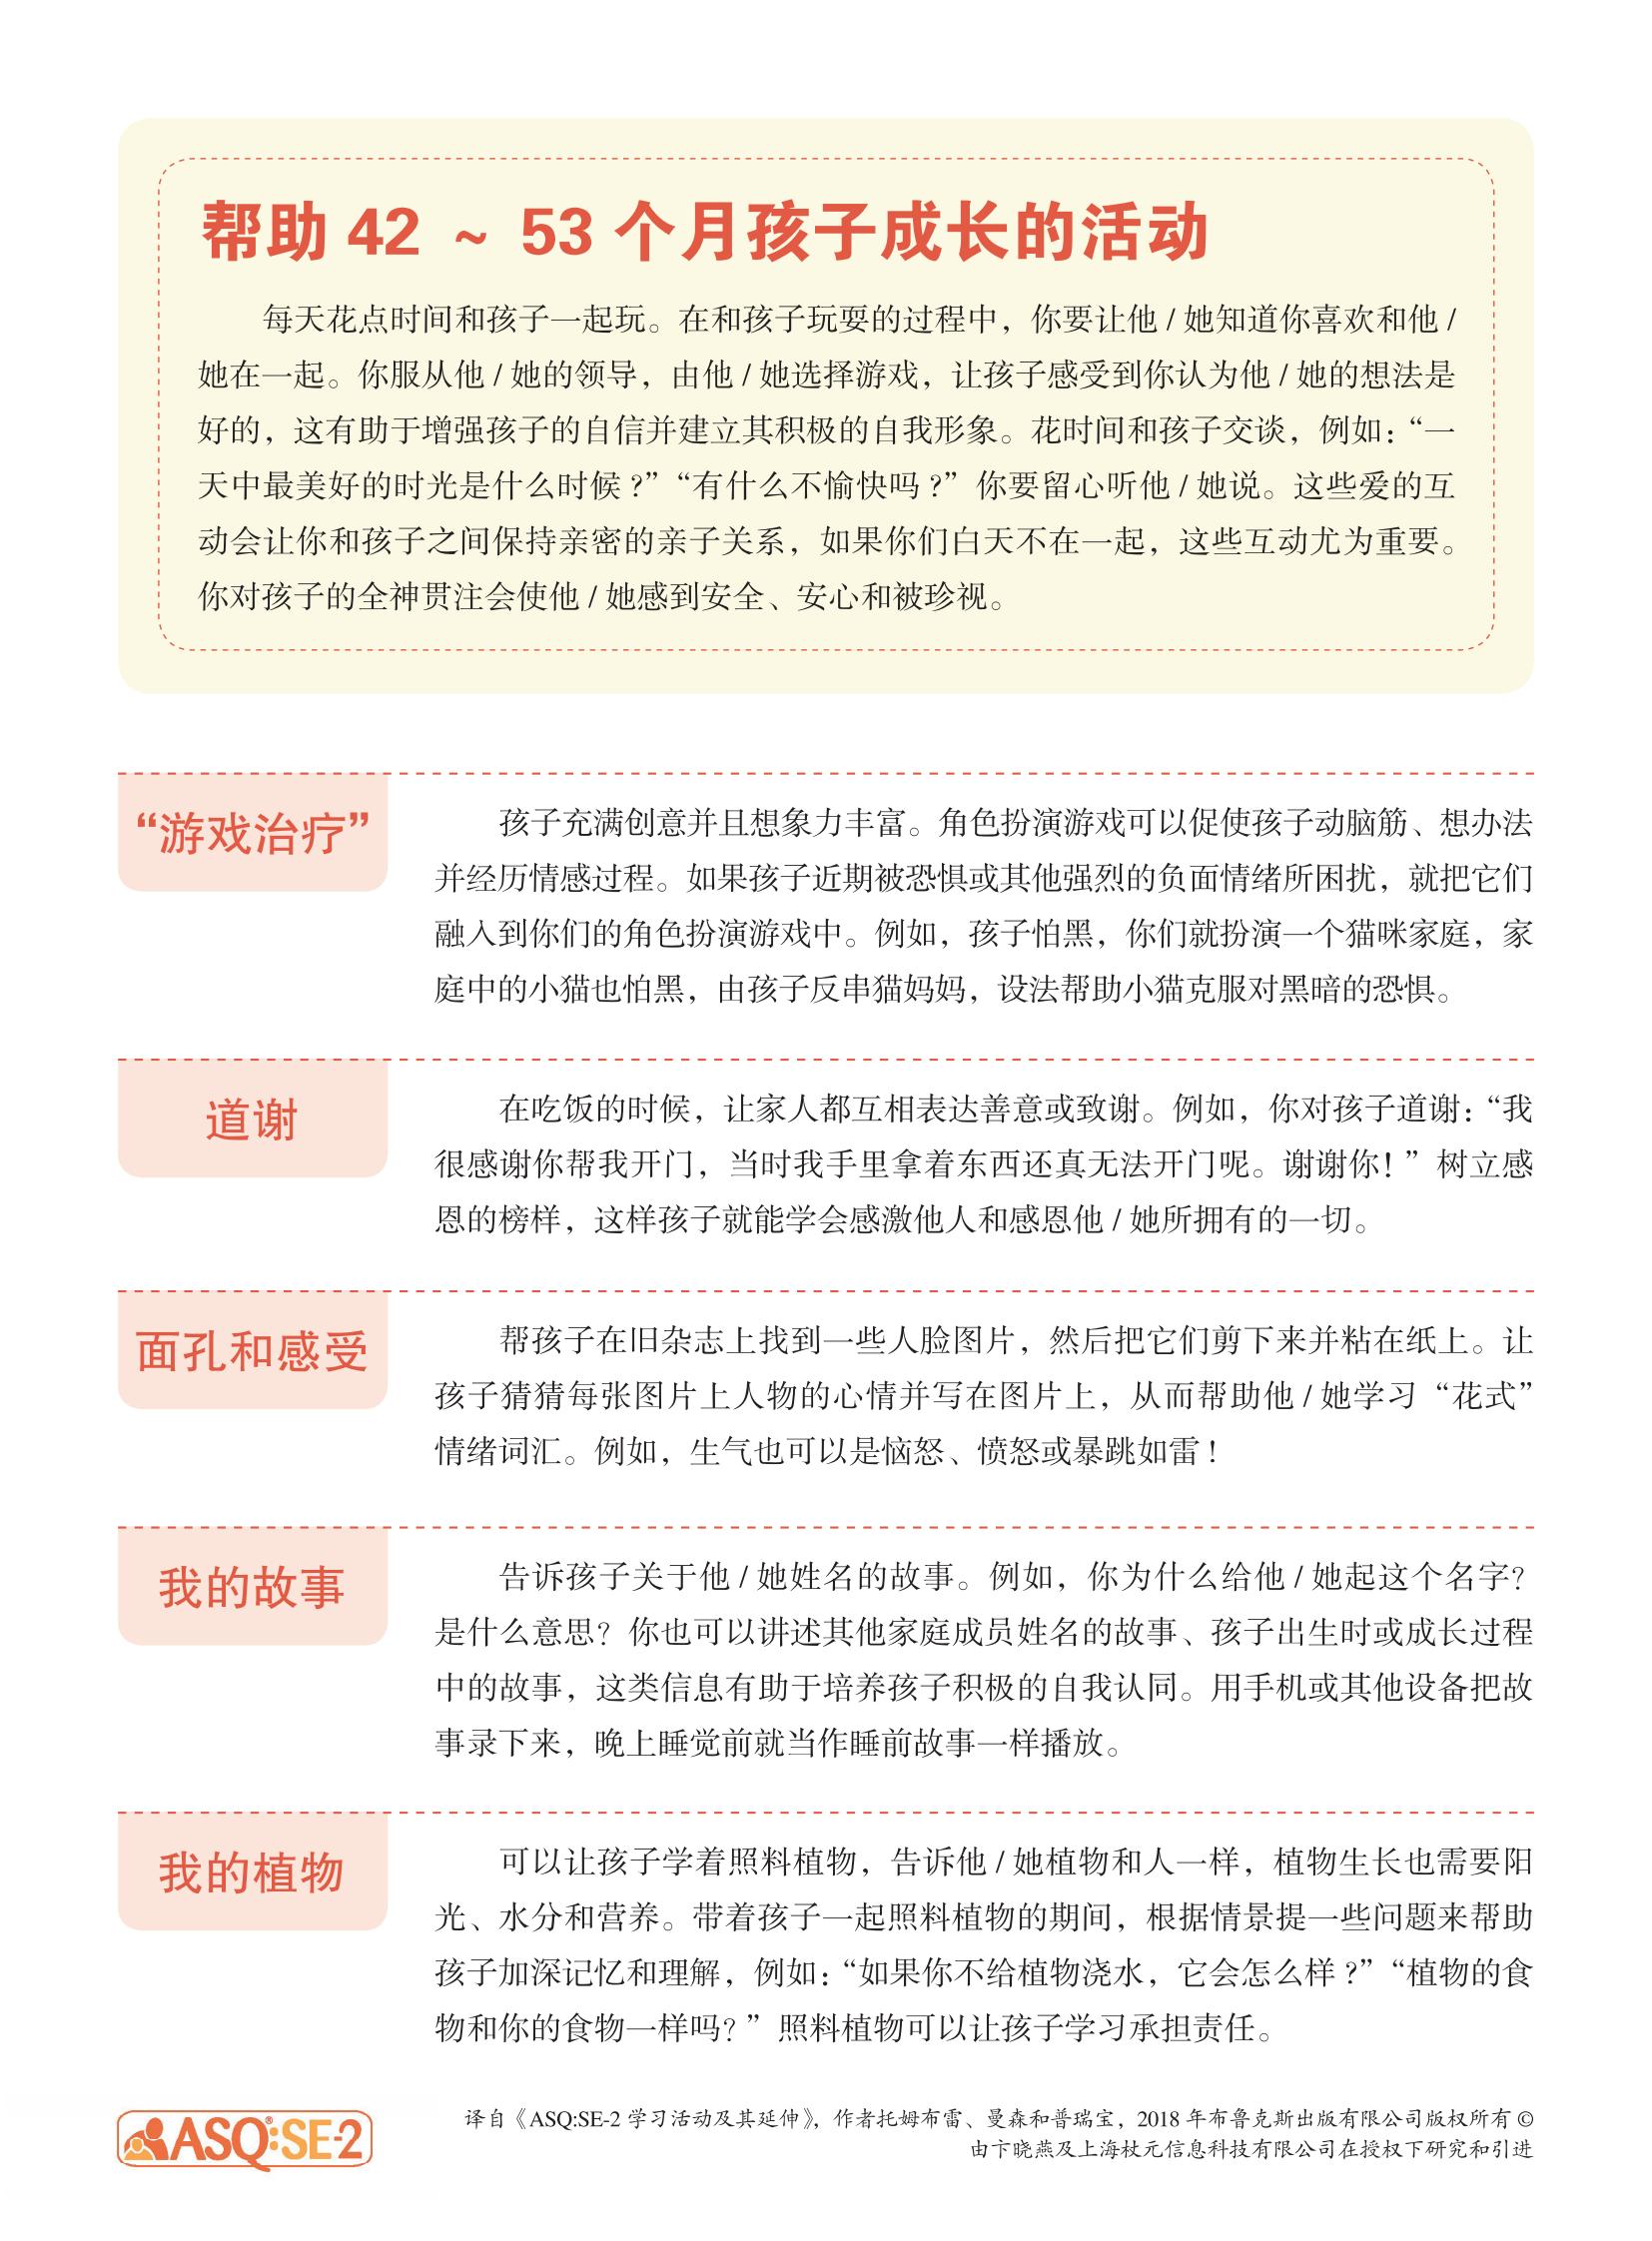 帮助 42 ~ 53 个月孩子成长的活动
每天花点时间和孩子一起玩。在和孩子玩耍的过程中，你要让他 / 她知道你喜欢和他 /
她在一起。你服从他 / 她的领导，由他 / 她选择游戏，让孩子感受到你认为他 / 她的想法是
好的，这有助于增强孩子的自信并建立其积极的自我形象。花时间和孩子交谈，例如：“一
天中最美好的时光是什么时候？”“有什么不愉快吗？”你要留心听他 / 她说。这些爱的互
动会让你和孩子之间保持亲密的亲子关系，如果你们白天不在一起，这些互动尤为重要。
你对孩子的全神贯注会使他 / 她感到安全、安心和被珍视。
“游戏治疗”
孩子充满创意并且想象力丰富。角色扮演游戏可以促使孩子动脑筋、想办法
并经历情感过程。如果孩子近期被恐惧或其他强烈的负面情绪所困扰，就把它们
融入到你们的角色扮演游戏中。例如，孩子怕黑，你们就扮演一个猫咪家庭，家
庭中的小猫也怕黑，由孩子反串猫妈妈，设法帮助小猫克服对黑暗的恐惧。
道谢
在吃饭的时候，让家人都互相表达善意或致谢。例如，你对孩子道谢：“我
很感谢你帮我开门，当时我手里拿着东西还真无法开门呢。谢谢你！”树立感
恩的榜样，这样孩子就能学会感激他人和感恩他 / 她所拥有的一切。
面孔和感受
帮孩子在旧杂志上找到一些人脸图片，然后把它们剪下来并粘在纸上。让
孩子猜猜每张图片上人物的心情并写在图片上，从而帮助他 / 她学习“花式”
情绪词汇。例如，生气也可以是恼怒、愤怒或暴跳如雷！
我的故事
告诉孩子关于他 / 她姓名的故事。例如，你为什么给他 / 她起这个名字？
是什么意思？你也可以讲述其他家庭成员姓名的故事、孩子出生时或成长过程
中的故事，这类信息有助于培养孩子积极的自我认同。用手机或其他设备把故
事录下来，晚上睡觉前就当作睡前故事一样播放。
我的植物
可以让孩子学着照料植物，告诉他 / 她植物和人一样，植物生长也需要阳
光、水分和营养。带着孩子一起照料植物的期间，根据情景提一些问题来帮助
孩子加深记忆和理解，例如：“如果你不给植物浇水，它会怎么样？”“植物的食
物和你的食物一样吗？”照料植物可以让孩子学习承担责任。
ASQ®:SE-2
译自《ASQ:SE-2 学习活动及其延伸》，作者托姆布雷、曼森和普瑞宝，2018 年布鲁克斯出版有限公司版权所有 ©
由卞晓燕及上海杖元信息科技有限公司在授权下研究和引进